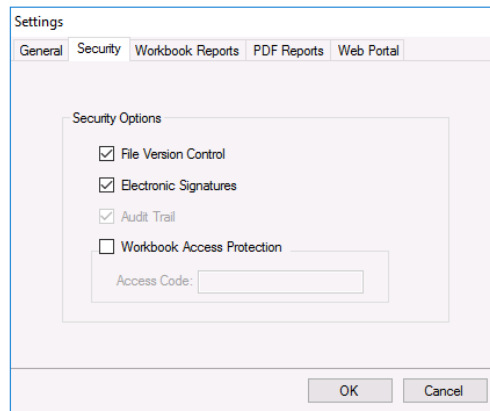 Settings
General Security Workbook Reports PDF Reports Web Portal
Security Options
File Version Control
Electronic Signatures
Audit Trail
Workbook Access Protection
Access Code:
OK Cancel